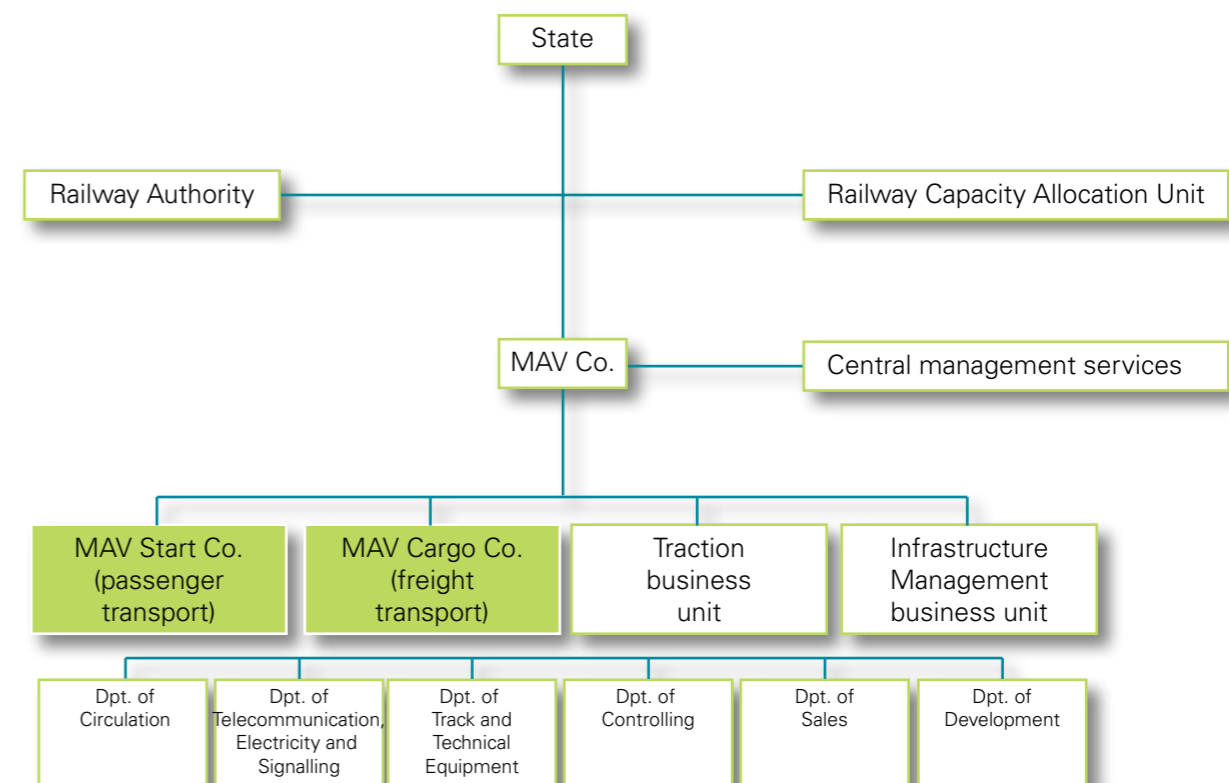 State
Railway Authority
Railway Capacity Allocation Unit
MAV Co.
Central management services
MAV Start Co.
(passenger
transport)
MAV Cargo Co.
(freight
transport)
Traction
business
unit
Infrastructure
Management
business unit
Dpt. of
Circulation
Dpt. of
Telecommunication,
Electricity and
Signalling
Dpt. of
Track and
Technical
Equipment
Dpt. of
Controlling
Dpt. of
Sales
Dpt. of
Development